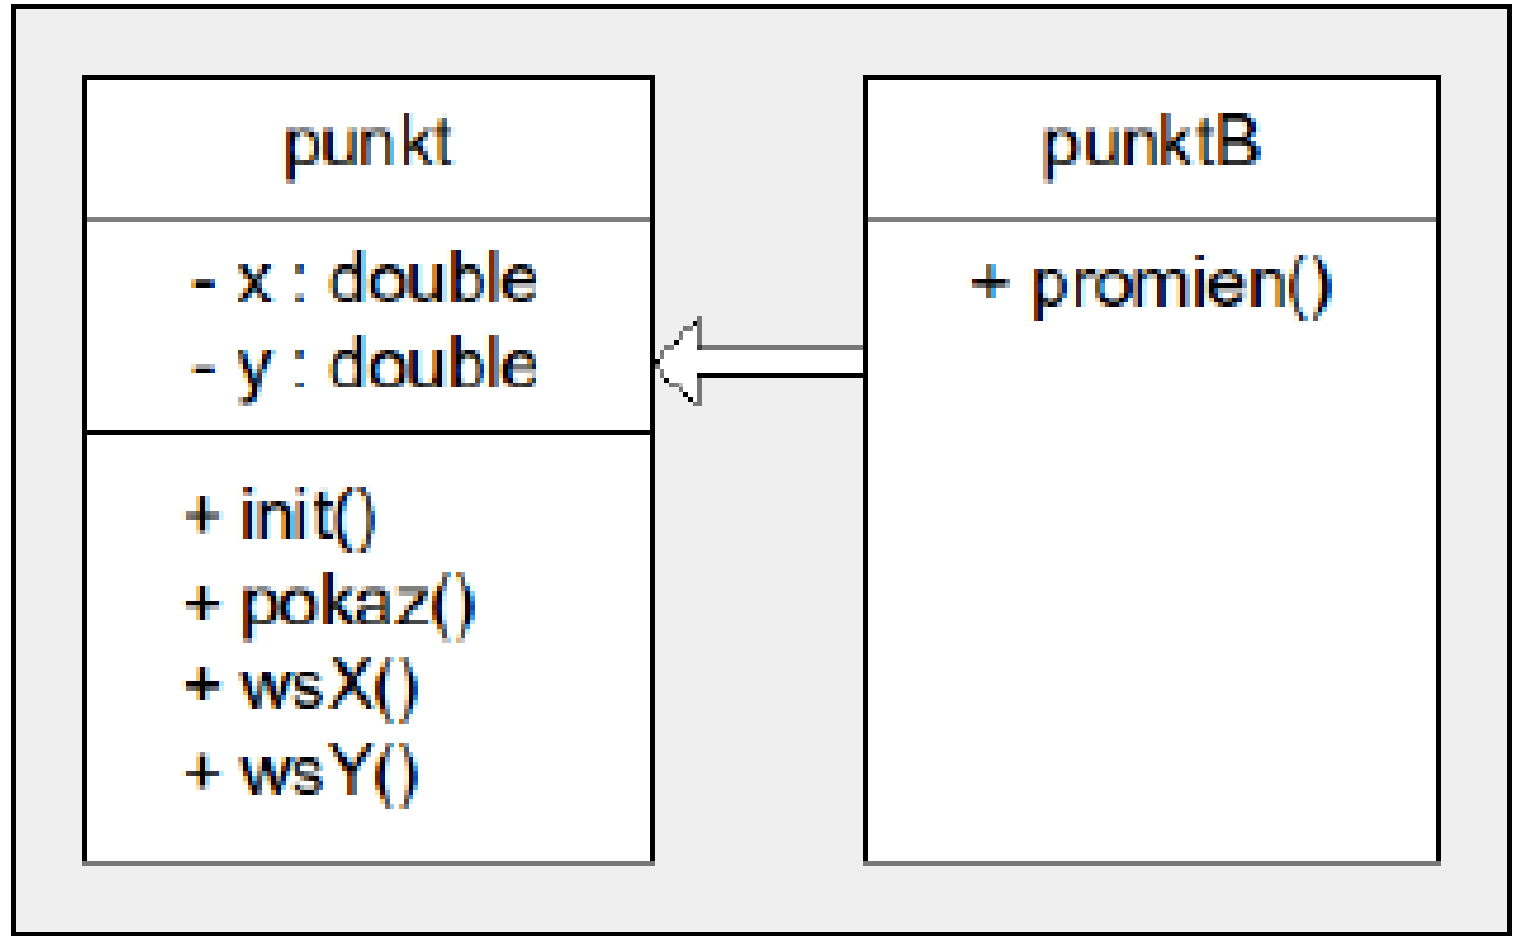 punkt
- x : double
- y : double
+ init()
+ pokaz()
+ wsX()
+ wsY()
punktB
+ promien()